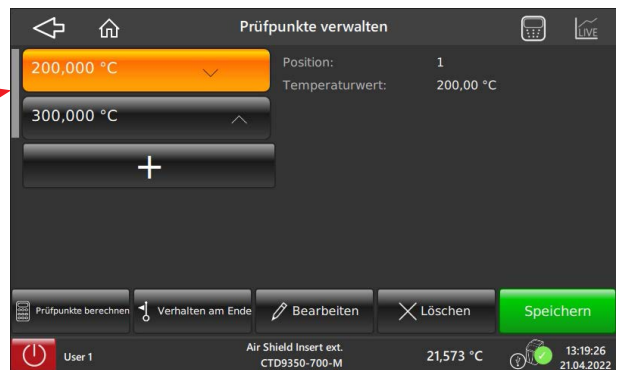 Prüfpunkte verwalten
LIVE
200,000 °C
Position: 1
Temperaturwert: 200,00 °C
300,000 °C
+
Prüfpunkte berechnen
Verhalten am Ende
Bearbeiten
Löschen
Speichern
User 1
Air Shield Insert ext.
CTD9350-700-M
21,573 °C
13:19:26
21.04.2022